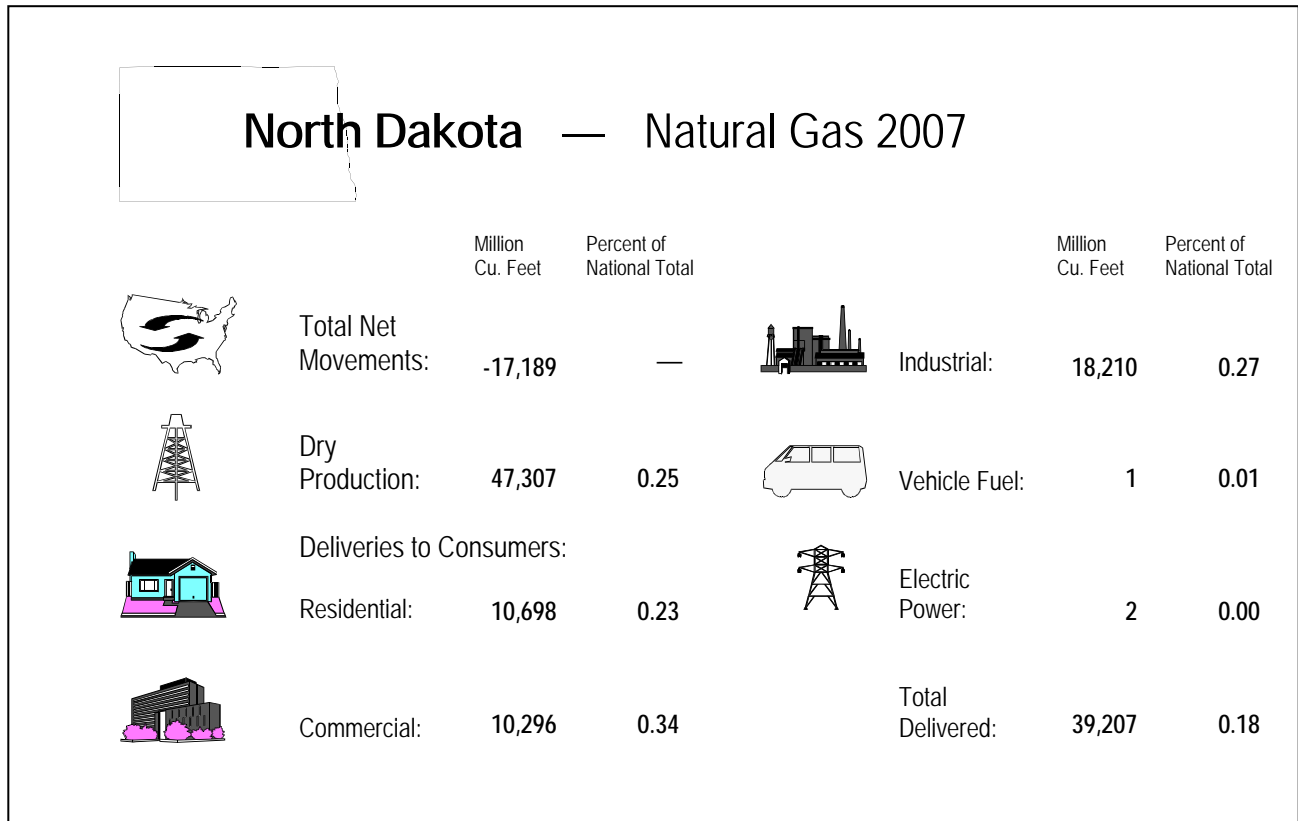 North Dakota — Natural Gas 2007
Million Cu. Feet
Percent of National Total
Total Net Movements: -17,189 —
Dry Production: 47,307 0.25
Deliveries to Consumers:
Residential: 10,698 0.23
Commercial: 10,296 0.34
Million Cu. Feet
Percent of National Total
Industrial: 18,210 0.27
Vehicle Fuel: 1 0.01
Electric Power: 2 0.00
Total Delivered: 39,207 0.18